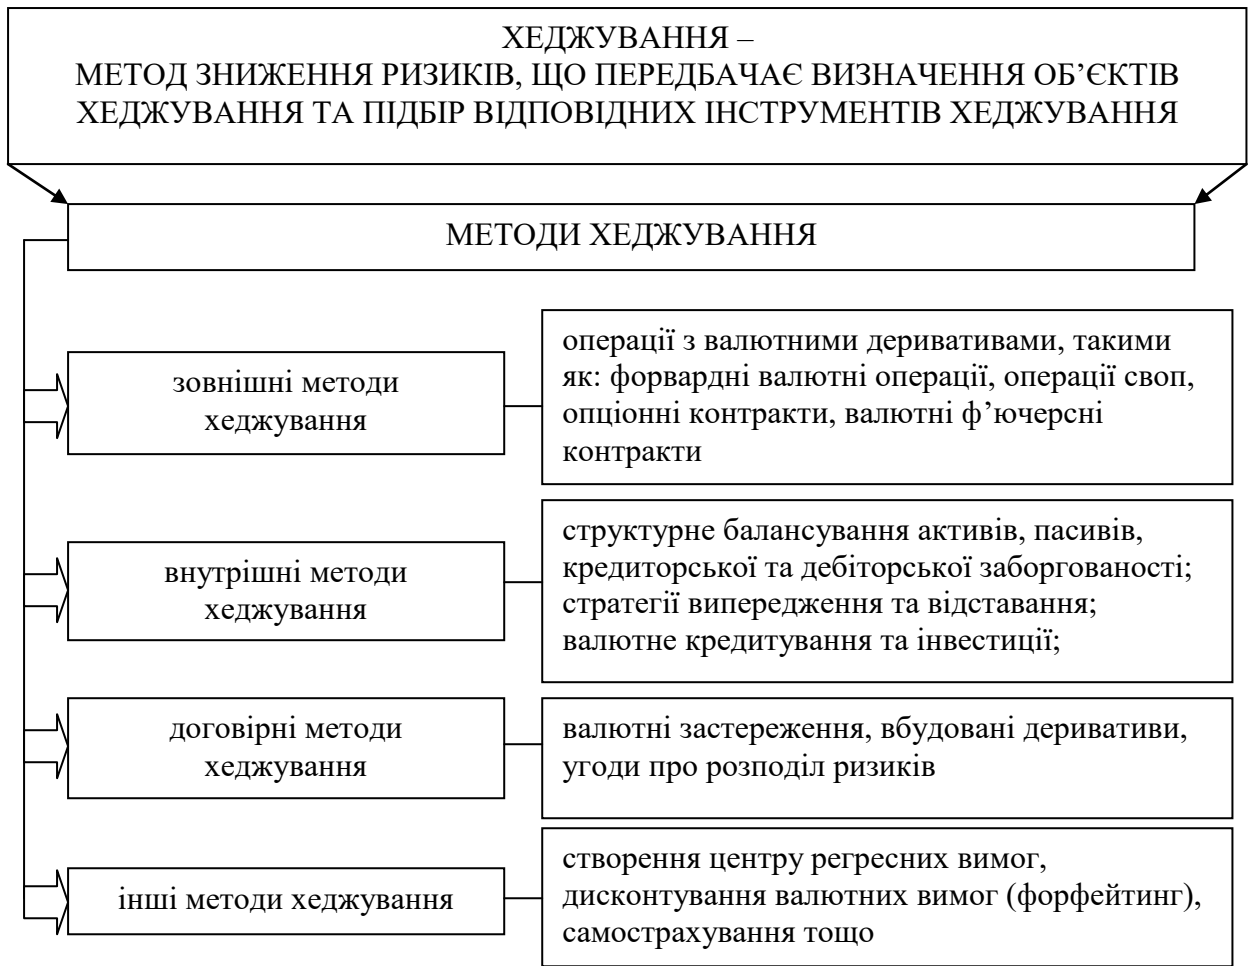 ХЕДЖУВАННЯ –
МЕТОД ЗНИЖЕННЯ РИЗИКІВ, ЩО ПЕРЕДБАЧАЄ ВИЗНАЧЕННЯ ОБ’ЄКТІВ
ХЕДЖУВАННЯ ТА ПІДБІР ВІДПОВІДНИХ ІНСТРУМЕНТІВ ХЕДЖУВАННЯ
МЕТОДИ ХЕДЖУВАННЯ
зовнішні методи
хеджування
операції з валютними деривативами, такими
як: форвардні валютні операції, операції своп,
опціонні контракти, валютні ф’ючерсні
контракти
внутрішні методи
хеджування
структурне балансування активів, пасивів,
кредиторської та дебіторської заборгованості;
стратегії випередження та відставання;
валютне кредитування та інвестиції;
договірні методи
хеджування
валютні застереження, вбудовані деривативи,
угоди про розподіл ризиків
інші методи хеджування
створення центру регресних вимог,
дисконтування валютних вимог (форфейтинг),
самострахування тощо